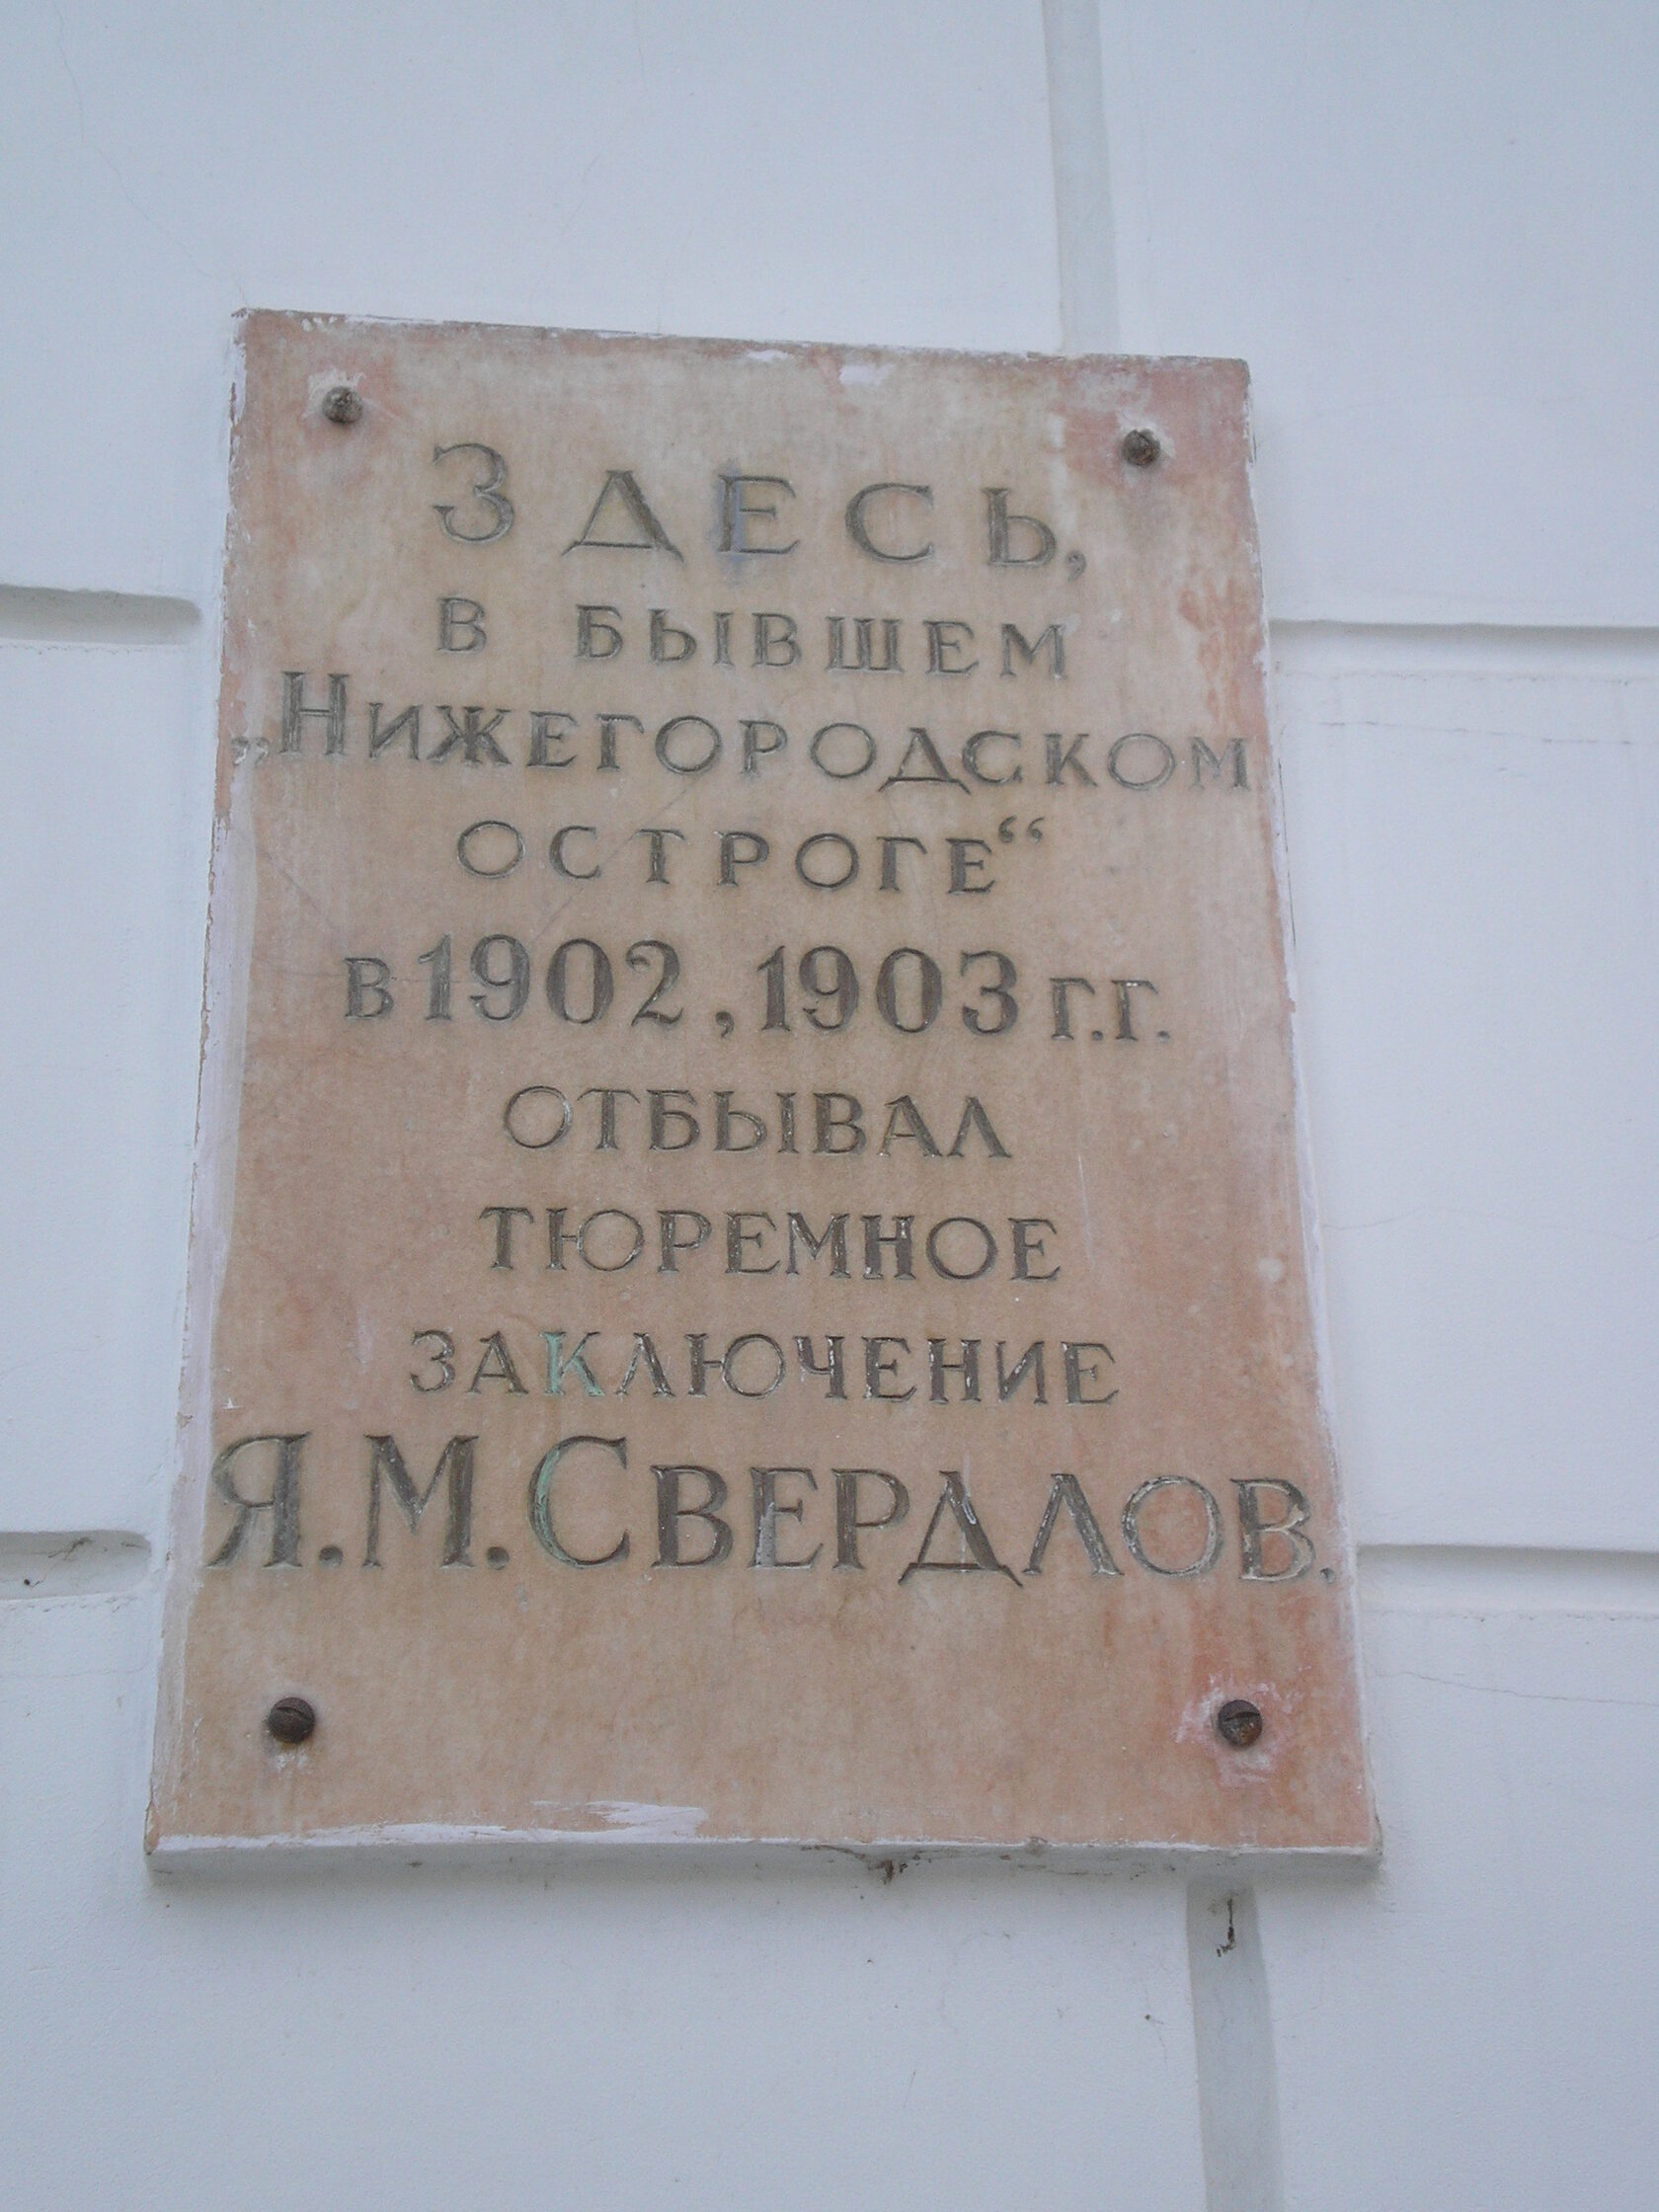 Здесь,
в бывшем
„Нижегородском
остроге“
в 1902, 1903 г.г.
отбывал
тюремное
заключение
Я.М.Свердлов.